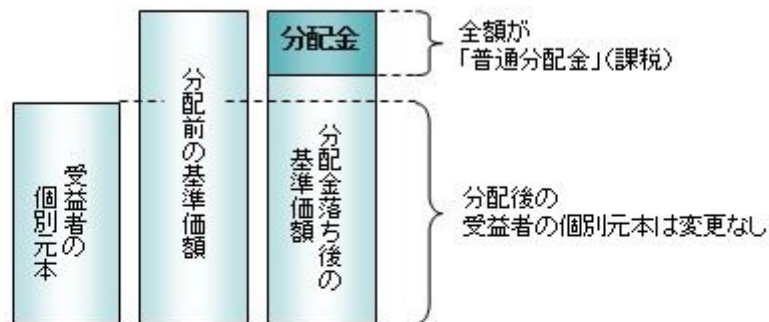 受益者の
個別元本
分配前の基準価額
分配金
分配金落ち後の
基準価額
全額が
「普通分配金」(課税)
分配後の
受益者の個別元本は変更なし